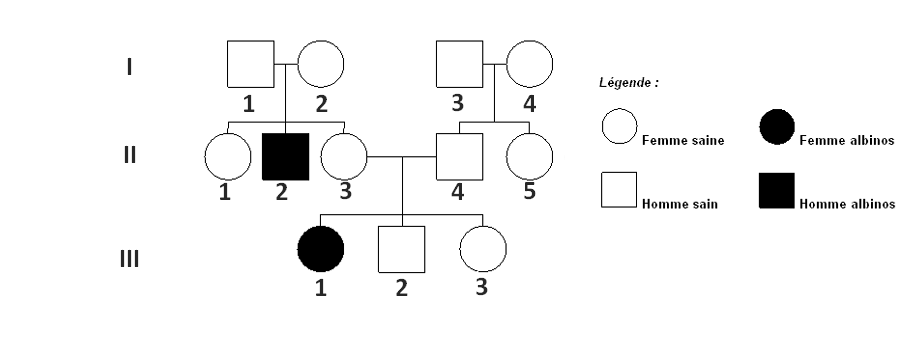 I
1 2 3 4
Légende :
Femme saine Femme albinos
II
1 2 3 4 5
Homme sain Homme albinos
III
1 2 3